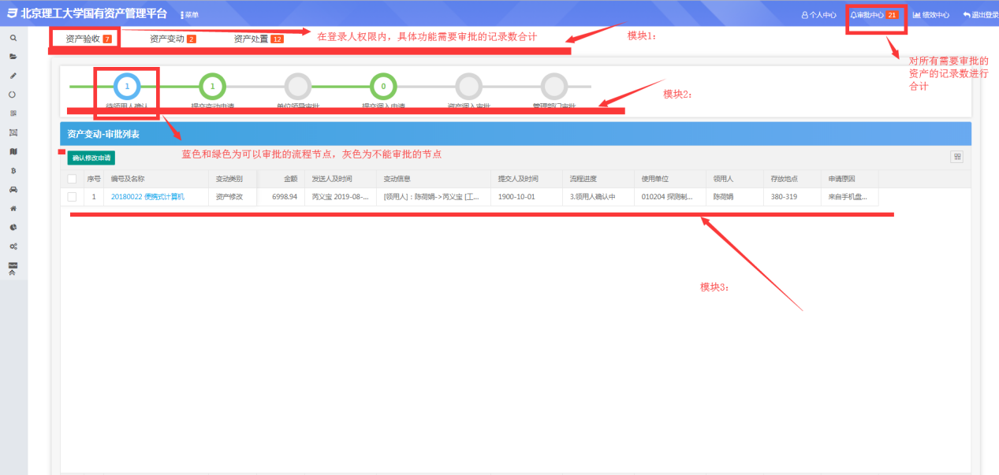 北京理工大学国有资产管理平台 菜单 个人中心 审批中心 21 绩效中心 退出登录
资产验收 7 资产变动 2 资产处置 12
在登录人权限内，具体功能需要审批的记录数合计
模块1：
对所有需要审批的
资产的记录数进行
合计
1 1 0
待领用人确认 提交变动申请 单位领导审批 提交调入申请 资产调入审批 管理部门审批
模块2：
资产变动-审批列表
蓝色和绿色为可以审批的流程节点，灰色为不能审批的节点
确认修改申请
序号 编号及名称 变动类别 金额 发送人及时间 变动信息 提交人及时间 流程进度 使用单位 领用人 存放地点 申请原因
1 20180022 便携式计算机 资产修改 6998.94 芮义宝 2019-08-... [领用人]：陈荷娟->芮义宝 [工... 1900-10-01 3.领用人确认中 010204 探测制... 陈荷娟 380-319 来自手机盘...
模块3：